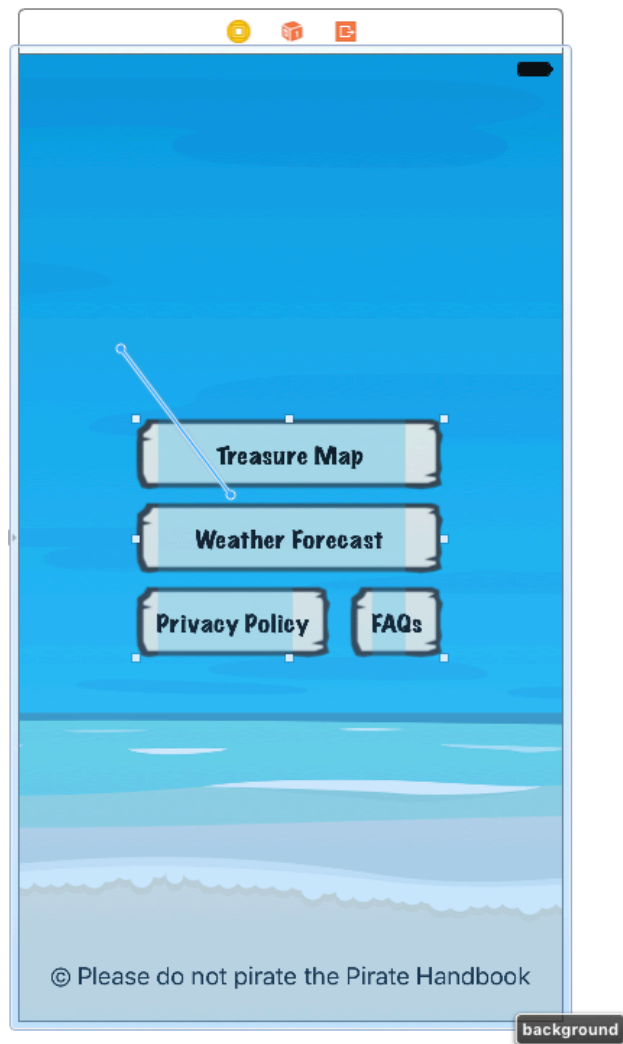 Treasure Map
Weather Forecast
Privacy Policy FAQs
© Please do not pirate the Pirate Handbook
background